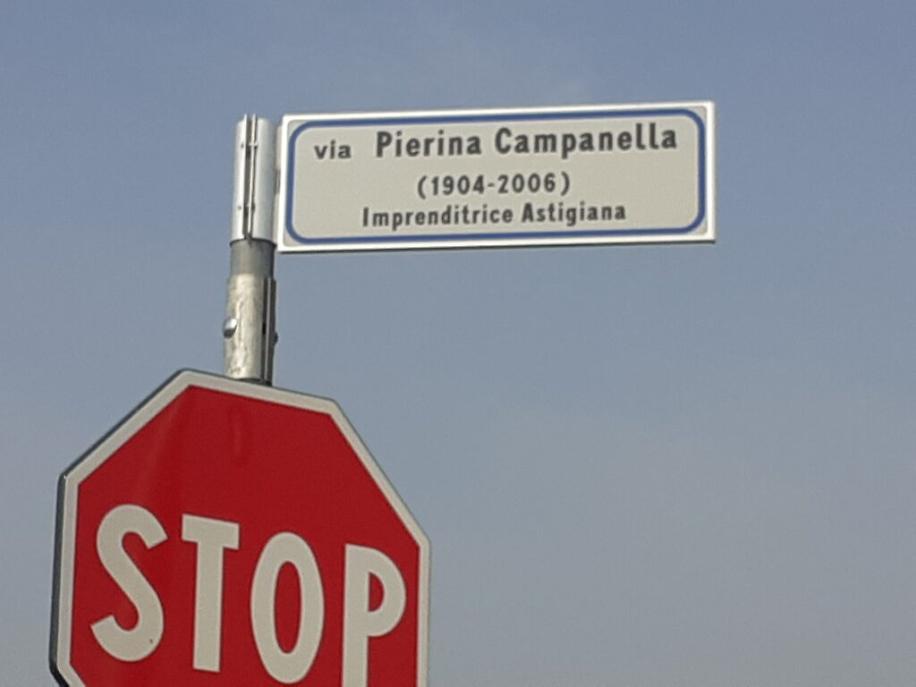 via Pierina Campanella
(1904-2006)
Imprenditrice Astigiana
STOP